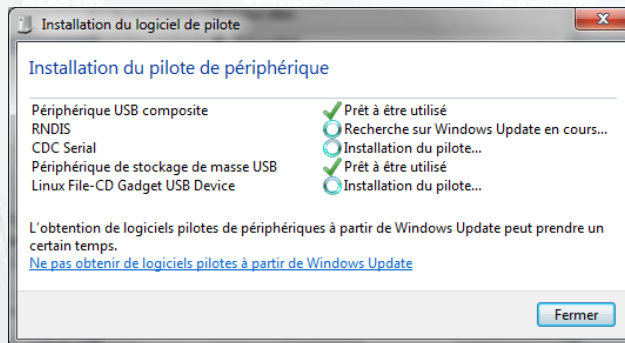 Installation du logiciel de pilote
Installation du pilote de périphérique
Périphérique USB composite Prêt à être utilisé
RNDIS Recherche sur Windows Update en cours...
CDC Serial Installation du pilote...
Périphérique de stockage de masse USB Prêt à être utilisé
Linux File-CD Gadget USB Device Installation du pilote...
L'obtention de logiciels pilotes de périphériques à partir de Windows Update peut prendre un
certain temps.
Ne pas obtenir de logiciels pilotes à partir de Windows Update
Fermer